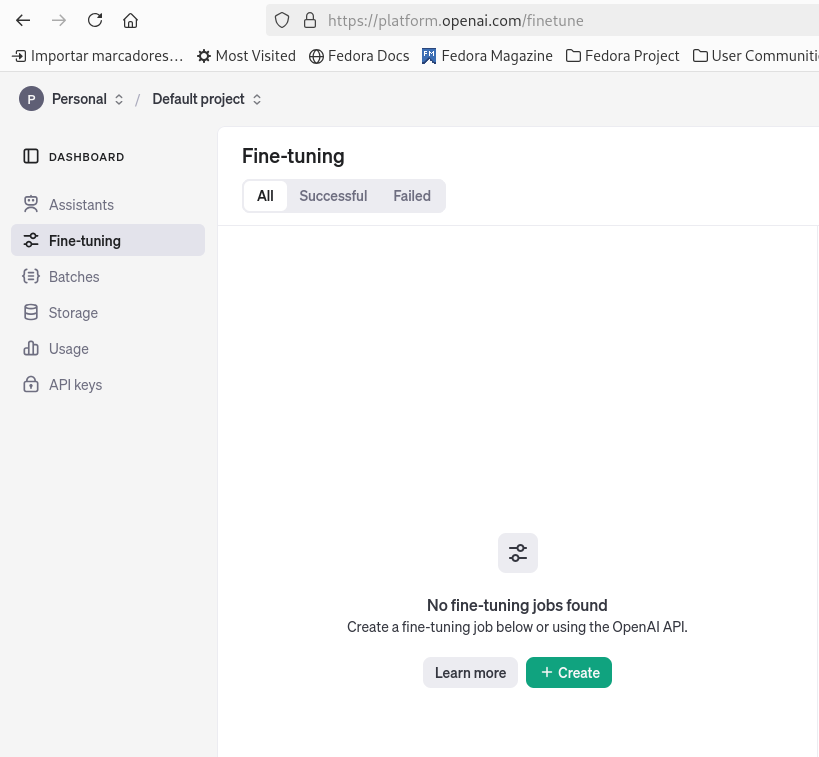 https://platform.openai.com/finetune
Importar marcadores… Most Visited Fedora Docs FM Fedora Magazine Fedora Project User Communiti
P Personal / Default project
DASHBOARD
Assistants
Fine-tuning
Batches
Storage
Usage
API keys
Fine-tuning
All Successful Failed
No fine-tuning jobs found
Create a fine-tuning job below or using the OpenAI API.
Learn more + Create